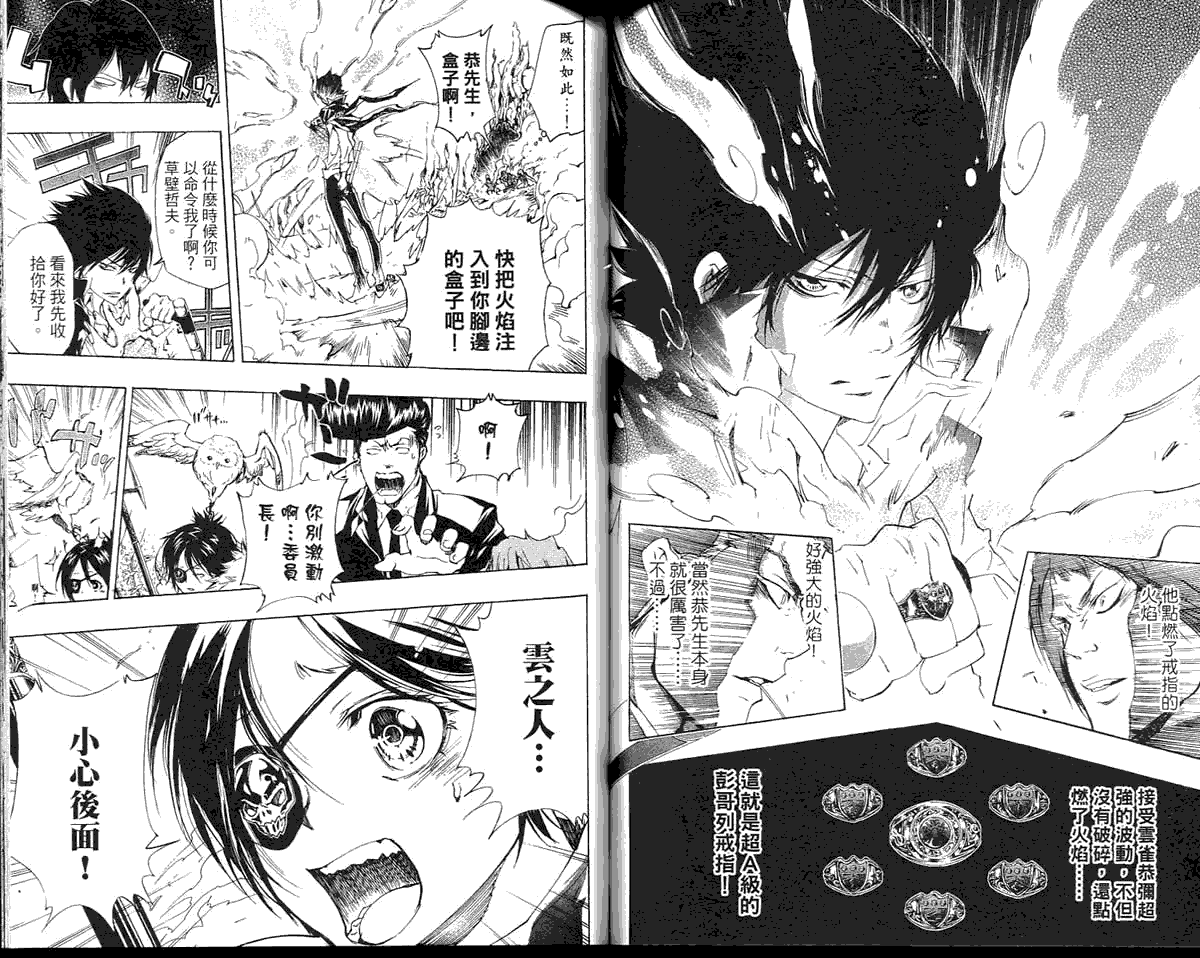 他點燃了戒指的
火焰！
好強大的火焰！
當然恭先生本身
就很厲害了……
不過……
接受雲雀恭彌超
強的波動，不但
沒有破碎，還點
燃了火焰……
這就是超A級的
彭哥列戒指！
既然如此……！
恭先生，
盒子啊！
快把火焰注
入到你腳邊
的盒子吧！
從什麼時候你可
以命令我了啊？
草壁哲夫。
看來我先收
拾你好了。
啊！
你別激動
啊…委員
長！
雲之人…
小心後面！